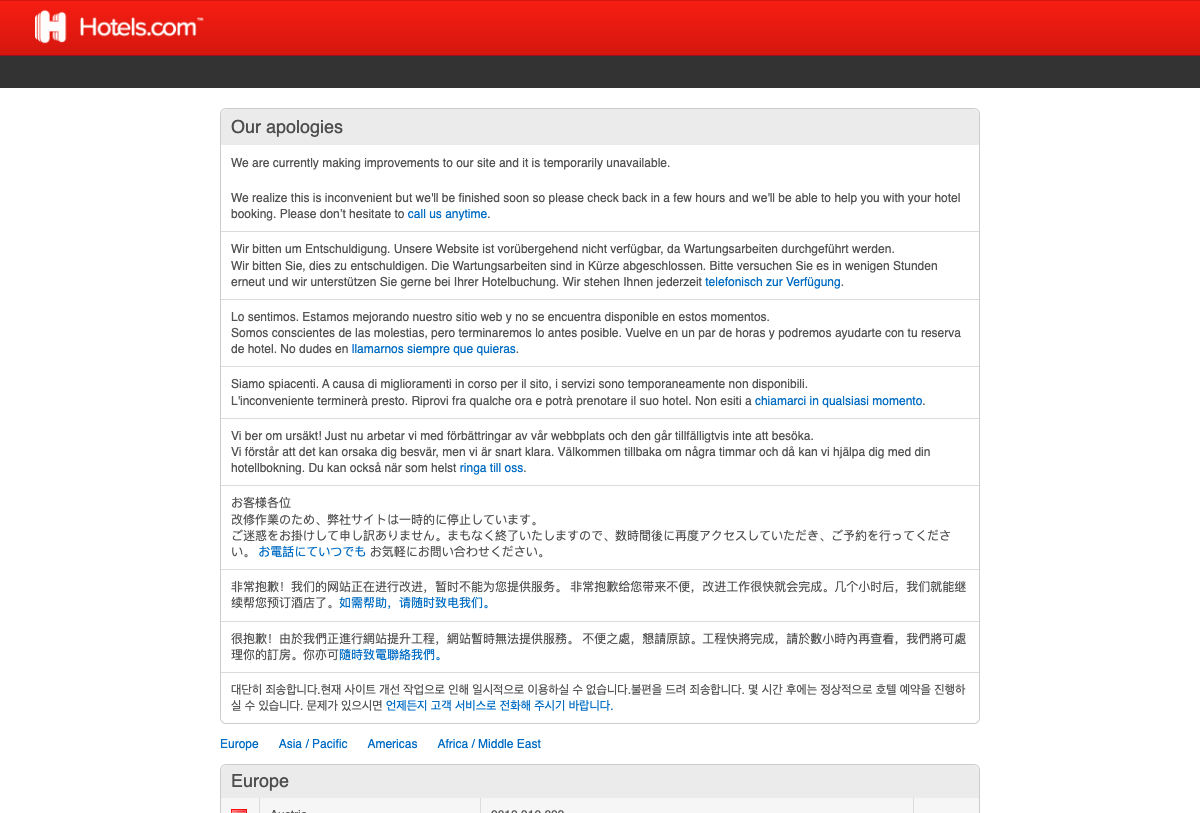 Hotels.com™
Our apologies
We are currently making improvements to our site and it is temporarily unavailable.
We realize this is inconvenient but we'll be finished soon so please check back in a few hours and we'll be able to help you with your hotel
booking. Please don't hesitate to call us anytime.
Wir bitten um Entschuldigung. Unsere Website ist vorübergehend nicht verfügbar, da Wartungsarbeiten durchgeführt werden.
Wir bitten Sie, dies zu entschuldigen. Die Wartungsarbeiten sind in Kürze abgeschlossen. Bitte versuchen Sie es in wenigen Stunden
erneut und wir unterstützen Sie gerne bei Ihrer Hotelbuchung. Wir stehen Ihnen jederzeit telefonisch zur Verfügung.
Lo sentimos. Estamos mejorando nuestro sitio web y no se encuentra disponible en estos momentos.
Somos conscientes de las molestias, pero terminaremos lo antes posible. Vuelve en un par de horas y podremos ayudarte con tu reserva
de hotel. No dudes en llamarnos siempre que quieras.
Siamo spiacenti. A causa di miglioramenti in corso per il sito, i servizi sono temporaneamente non disponibili.
L'inconveniente terminerà presto. Riprovi fra qualche ora e potrà prenotare il suo hotel. Non esiti a chiamarci in qualsiasi momento.
Vi ber om ursäkt! Just nu arbetar vi med förbättringar av vår webbplats och den går tillfälligtvis inte att besöka.
Vi förstår att det kan orsaka dig besvär, men vi är snart klara. Välkommen tillbaka om några timmar och då kan vi hjälpa dig med din
hotellbokning. Du kan också när som helst ringa till oss.
お客様各位
改修作業のため、弊社サイトは一時的に停止しています。
ご迷惑をお掛けして申し訳ありません。まもなく終了いたしますので、数時間後に再度アクセスしていただき、ご予約を行ってくださ
い。 お電話にていつでも お気軽にお問い合わせください。
非常抱歉！我们的网站正在进行改进，暂时不能为您提供服务。 非常抱歉给您带来不便，改进工作很快就会完成。几个小时后，我们就能继
续帮您预订酒店了。如需帮助，请随时致电我们。
很抱歉！由於我們正進行網站提升工程，網站暫時無法提供服務。 不便之處，懇請原諒。工程快將完成，請於數小時內再查看，我們將可處
理你的訂房。你亦可隨時致電聯絡我們。
대단히 죄송합니다.현재 사이트 개선 작업으로 인해 일시적으로 이용하실 수 없습니다.불편을 드려 죄송합니다. 몇 시간 후에는 정상적으로 호텔 예약을 진행하
실 수 있습니다. 문제가 있으시면 언제든지 고객 서비스로 전화해 주시기 바랍니다.
Europe Asia / Pacific Americas Africa / Middle East
Europe